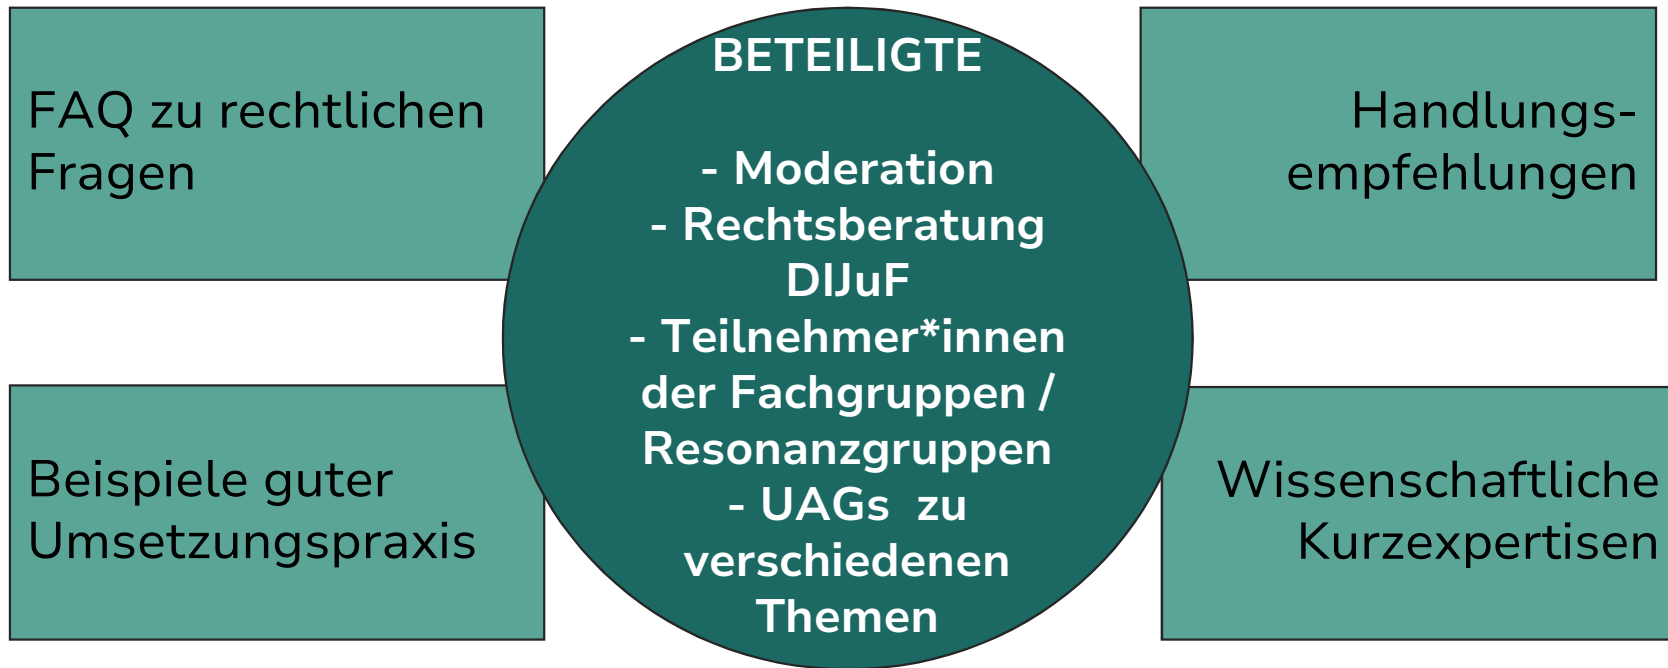 FAQ zu rechtlichen
Fragen
BETEILIGTE
- Moderation
- Rechtsberatung
DIJuF
- Teilnehmer*innen
der Fachgruppen /
Resonanzgruppen
- UAGs  zu
verschiedenen
Themen
Handlungs-
empfehlungen
Beispiele guter
Umsetzungspraxis
Wissenschaftliche
Kurzexpertisen